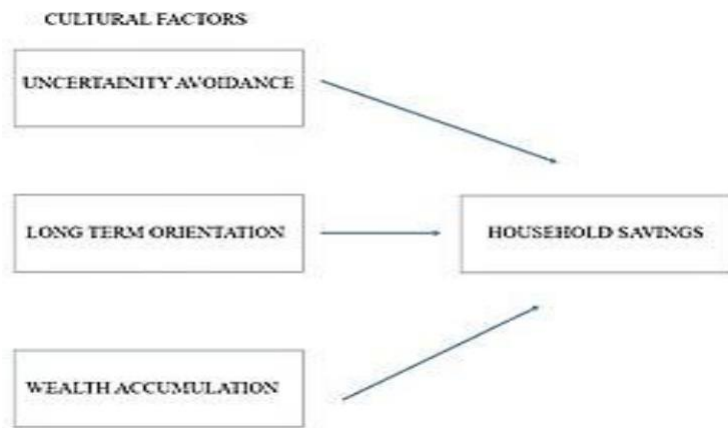 CULTURAL FACTORS
UNCERTAINITY AVOIDANCE
LONG TERM ORIENTATION
HOUSEHOLD SAVINGS
WEALTH ACCUMULATION